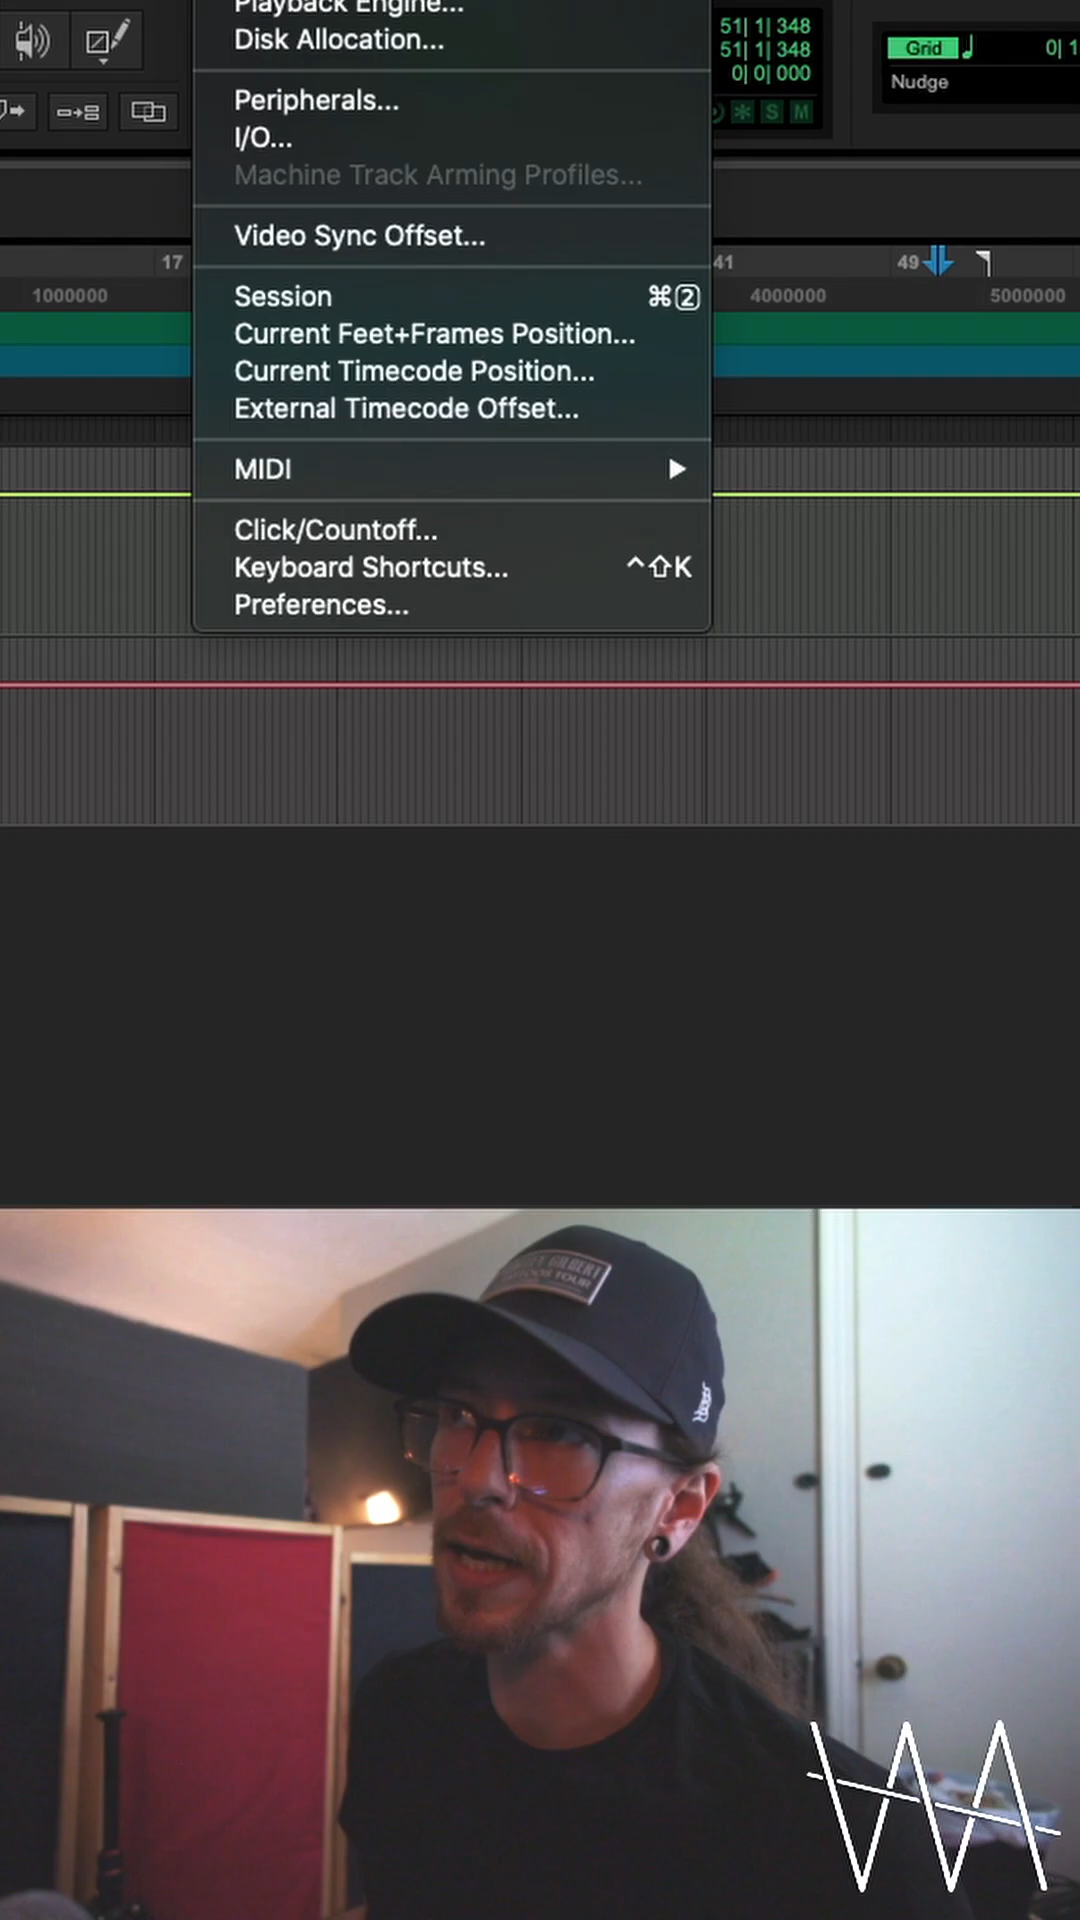 Playback Engine...
Disk Allocation...
Peripherals...
I/O...
Machine Track Arming Profiles...
Video Sync Offset...
Session ⌘2
Current Feet+Frames Position...
Current Timecode Position...
External Timecode Offset...
MIDI
Click/Countoff...
Keyboard Shortcuts... ^⇧K
Preferences...
51| 1| 348
51| 1| 348
0| 0| 000
S M
Grid 0| 1
Nudge
17 41 49
1000000 4000000 5000000
GILBERT
TOUR